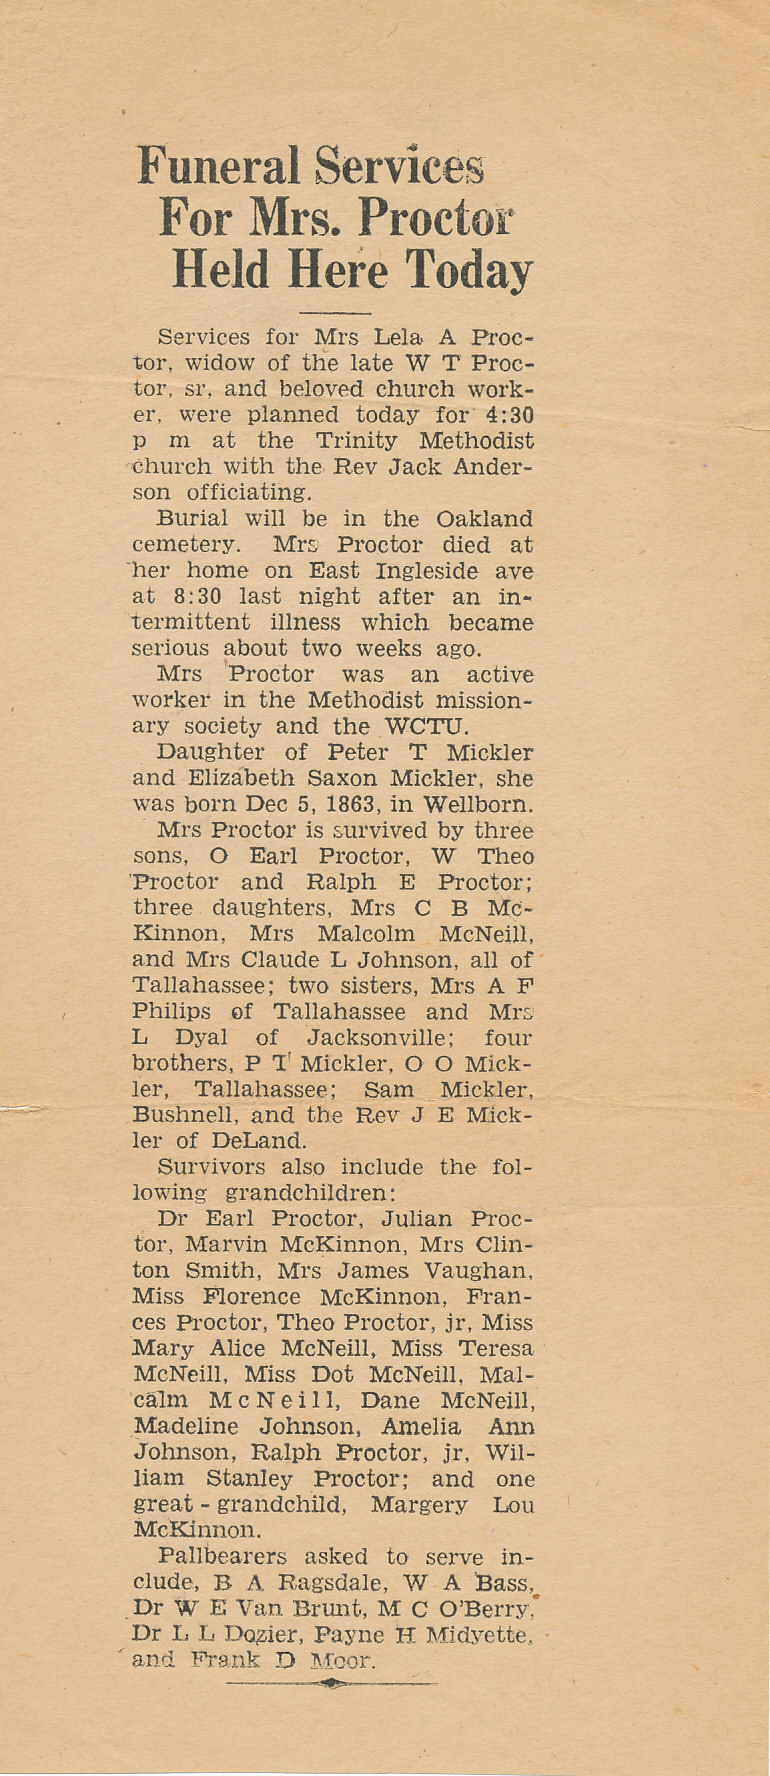 Funeral Services
For Mrs. Proctor
Held Here Today
Services for Mrs Lela A Proc-
tor, widow of the late W T Proc-
tor, sr, and beloved church work-
er, were planned today for 4:30
p m at the Trinity Methodist
church with the Rev Jack Ander-
son officiating.
Burial will be in the Oakland
cemetery. Mrs Proctor died at
her home on East Ingleside ave
at 8:30 last night after an in-
termittent illness which became
serious about two weeks ago.
Mrs Proctor was an active
worker in the Methodist mission-
ary society and the WCTU.
Daughter of Peter T Mickler
and Elizabeth Saxon Mickler, she
was born Dec 5, 1863, in Wellborn.
Mrs Proctor is survived by three
sons, O Earl Proctor, W Theo
Proctor and Ralph E Proctor;
three daughters, Mrs C B Mc-
Kinnon, Mrs Malcolm McNeill,
and Mrs Claude L Johnson, all of
Tallahassee; two sisters, Mrs A F
Philips of Tallahassee and Mrs
L Dyal of Jacksonville; four
brothers, P T Mickler, O O Mick-
ler, Tallahassee; Sam Mickler,
Bushnell, and the Rev J E Mick-
ler of DeLand.
Survivors also include the fol-
lowing grandchildren:
Dr Earl Proctor, Julian Proc-
tor, Marvin McKinnon, Mrs Clin-
ton Smith, Mrs James Vaughan,
Miss Florence McKinnon, Fran-
ces Proctor, Theo Proctor, jr, Miss
Mary Alice McNeill, Miss Teresa
McNeill, Miss Dot McNeill, Mal-
calm McNeill, Dane McNeill,
Madeline Johnson, Amelia Ann
Johnson, Ralph Proctor, jr, Wil-
liam Stanley Proctor; and one
great-grandchild, Margery Lou
McKinnon.
Pallbearers asked to serve in-
clude, B A Ragsdale, W A Bass,
Dr W E Van Brunt, M C O'Berry,
Dr L L Dozier, Payne H Midyette,
and Frank D Moor.